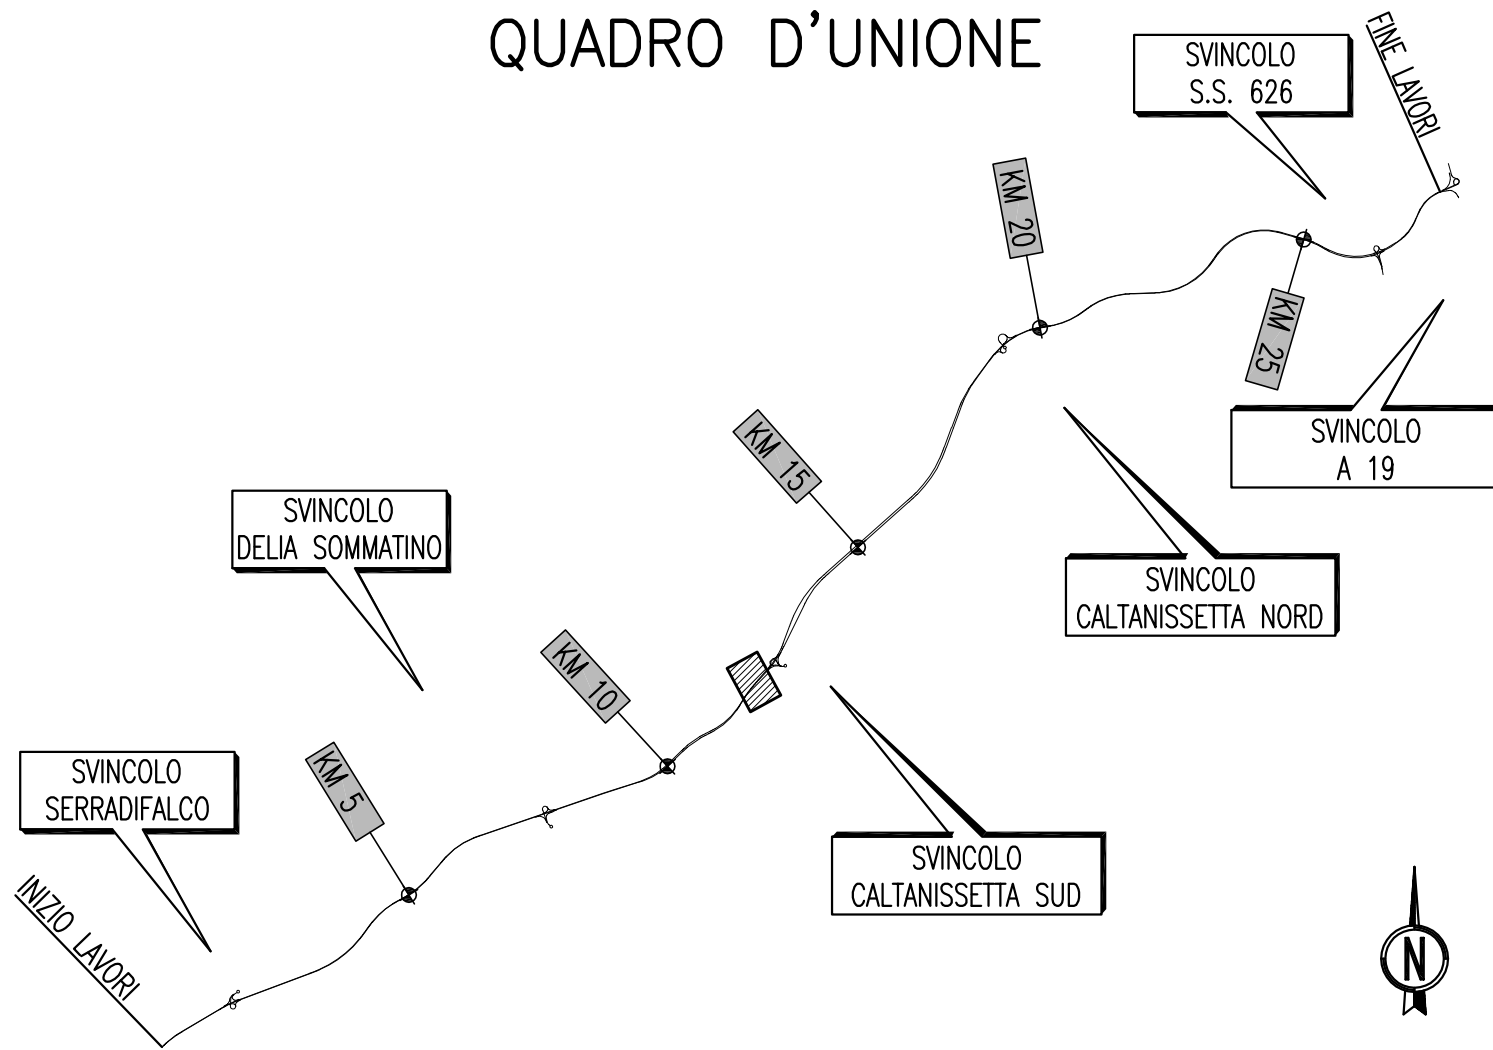 QUADRO D'UNIONE
SVINCOLO
S.S. 626
FINE LAVORI
KM 20
KM 25
SVINCOLO
A 19
KM 15
SVINCOLO
DELIA SOMMATINO
SVINCOLO
CALTANISSETTA NORD
KM 10
KM 5
SVINCOLO
SERRADIFALCO
SVINCOLO
CALTANISSETTA SUD
INIZIO LAVORI
N